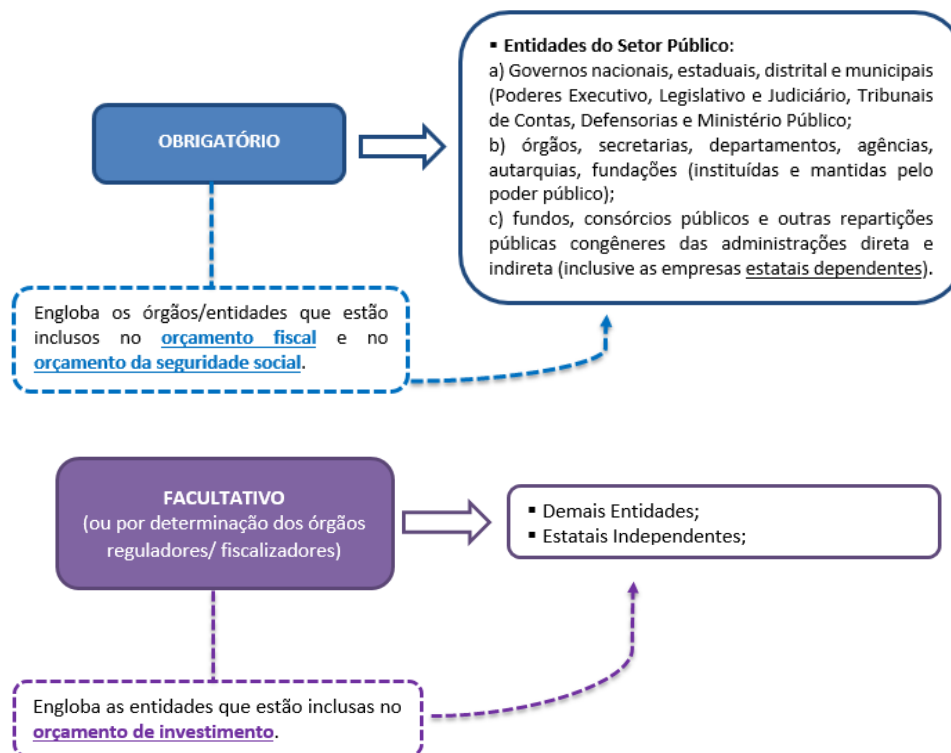 OBRIGATÓRIO
▪ Entidades do Setor Público:
a) Governos nacionais, estaduais, distrital e municipais
(Poderes Executivo, Legislativo e Judiciário, Tribunais
de Contas, Defensorias e Ministério Público;
b) órgãos, secretarias, departamentos, agências,
autarquias, fundações (instituídas e mantidas pelo
poder público);
c) fundos, consórcios públicos e outras repartições
públicas congêneres das administrações direta e
indireta (inclusive as empresas estatais dependentes).
Engloba os órgãos/entidades que estão
inclusos no orçamento fiscal e no
orçamento da seguridade social.
FACULTATIVO
(ou por determinação dos órgãos
reguladores/ fiscalizadores)
▪ Demais Entidades;
▪ Estatais Independentes;
Engloba as entidades que estão inclusas no
orçamento de investimento.